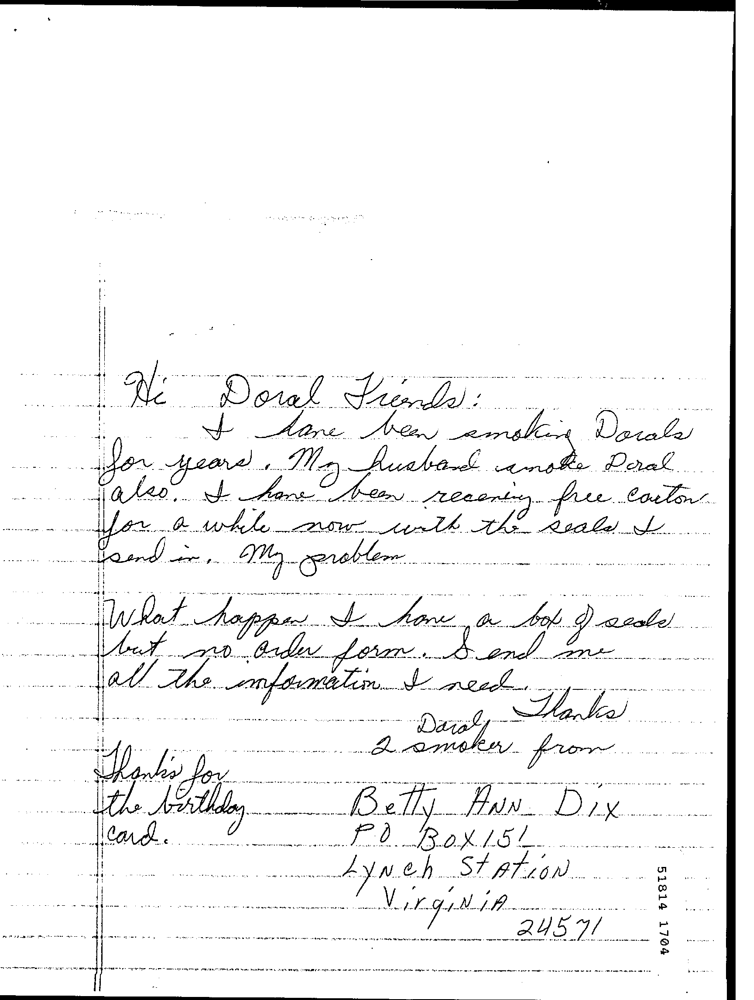 Hi Doral Friends:
I have been smoking Dorals
for years. My husband smoke Doral
also. I have been receving free carton
for a while now with the seals I
send in. My problem
What happen I have a box of seals
but no order form. Send me
all the information I need.
Thanks
Doral
2 smoker from
Thanks for
the birthday
card.
Betty Ann Dix
PO Box 151
Lynch Station
Virginia
24571
51814 1704